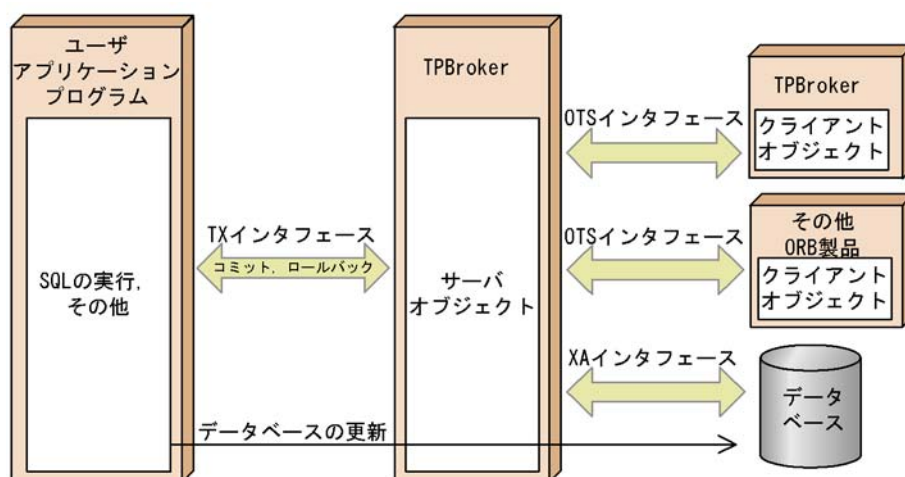 ユーザ
アプリケーション
プログラム
SQLの実行,
その他
TXインタフェース
コミット, ロールバック
TPBroker
サーバ
オブジェクト
OTSインタフェース
TPBroker
クライアント
オブジェクト
OTSインタフェース
その他
ORB製品
クライアント
オブジェクト
XAインタフェース
データ
ベース
データベースの更新